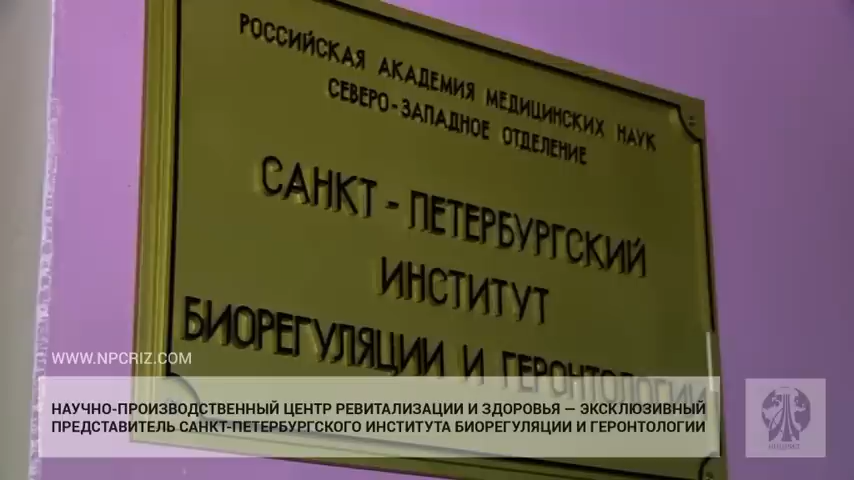 РОССИЙСКАЯ АКАДЕМИЯ МЕДИЦИНСКИХ НАУК
СЕВЕРО-ЗАПАДНОЕ ОТДЕЛЕНИЕ
САНКТ-ПЕТЕРБУРГСКИЙ
ИНСТИТУТ
БИОРЕГУЛЯЦИИ И ГЕРОНТОЛОГИИ
WWW.NPCRIZ.COM
НАУЧНО-ПРОИЗВОДСТВЕННЫЙ ЦЕНТР РЕВИТАЛИЗАЦИИ И ЗДОРОВЬЯ — ЭКСКЛЮЗИВНЫЙ
ПРЕДСТАВИТЕЛЬ САНКТ-ПЕТЕРБУРГСКОГО ИНСТИТУТА БИОРЕГУЛЯЦИИ И ГЕРОНТОЛОГИИ